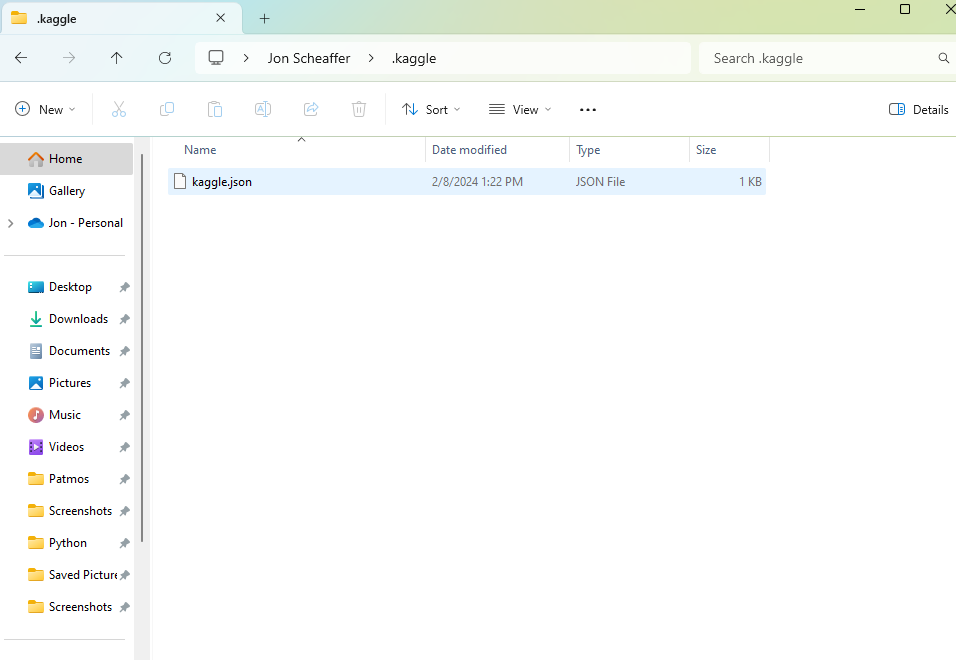 .kaggle
Jon Scheaffer .kaggle
Search .kaggle
New Sort View Details
Name Date modified Type Size
kaggle.json 2/8/2024 1:22 PM JSON File 1 KB
Home
Gallery
Jon - Personal
Desktop
Downloads
Documents
Pictures
Music
Videos
Patmos
Screenshots
Python
Saved Picture
Screenshots